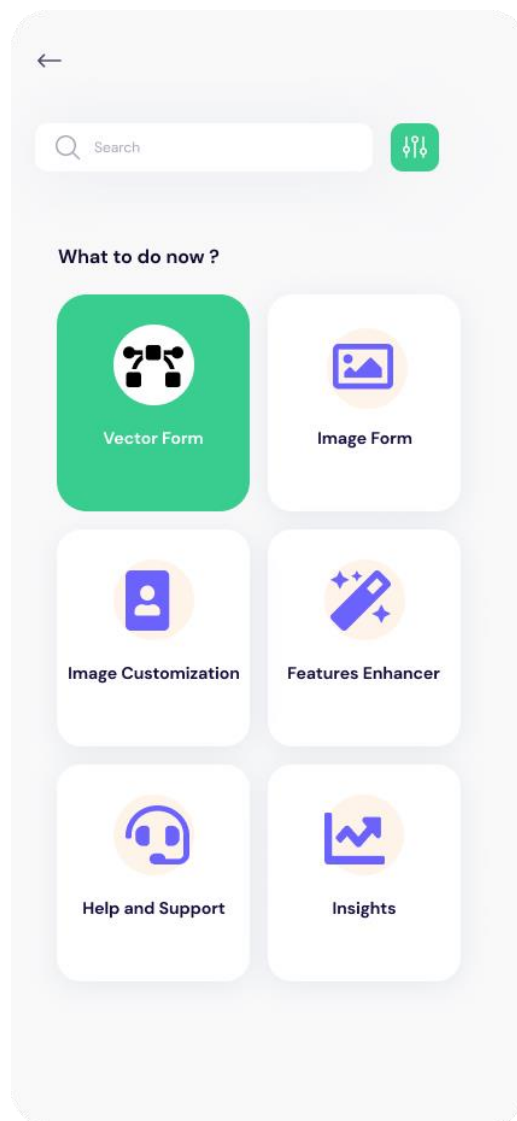 Search
What to do now ?
Vector Form
Image Form
Image Customization
Features Enhancer
Help and Support
Insights